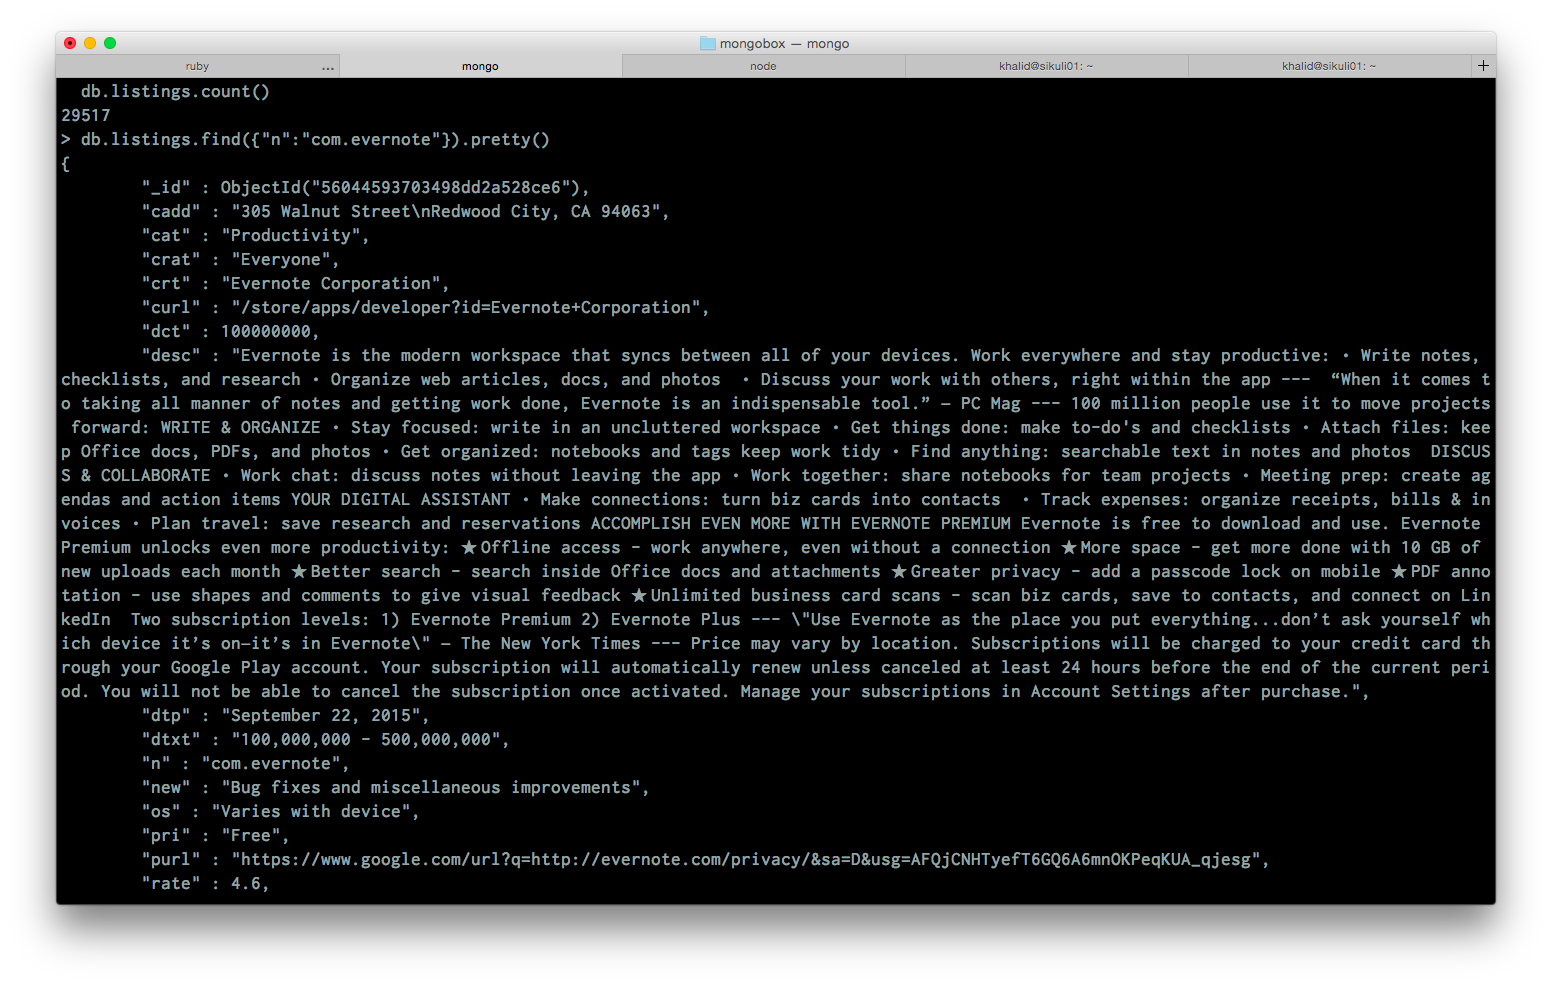 mongobox — mongo
ruby ... mongo node khalid@sikuli01: ~ khalid@sikuli01: ~ +
db.listings.count()
29517
> db.listings.find({"n":"com.evernote"}).pretty()
{
"_id" : ObjectId("56044593703498dd2a528ce6"),
"cadd" : "305 Walnut Street\nRedwood City, CA 94063",
"cat" : "Productivity",
"crat" : "Everyone",
"crt" : "Evernote Corporation",
"curl" : "/store/apps/developer?id=Evernote+Corporation",
"dct" : 100000000,
"desc" : "Evernote is the modern workspace that syncs between all of your devices. Work everywhere and stay productive: • Write notes,
checklists, and research • Organize web articles, docs, and photos  • Discuss your work with others, right within the app ---  “When it comes t
o taking all manner of notes and getting work done, Evernote is an indispensable tool.” – PC Mag --- 100 million people use it to move projects
forward: WRITE & ORGANIZE • Stay focused: write in an uncluttered workspace • Get things done: make to-do's and checklists • Attach files: kee
p Office docs, PDFs, and photos • Get organized: notebooks and tags keep work tidy • Find anything: searchable text in notes and photos  DISCUS
S & COLLABORATE • Work chat: discuss notes without leaving the app • Work together: share notebooks for team projects • Meeting prep: create ag
endas and action items YOUR DIGITAL ASSISTANT • Make connections: turn biz cards into contacts  • Track expenses: organize receipts, bills & in
voices • Plan travel: save research and reservations ACCOMPLISH EVEN MORE WITH EVERNOTE PREMIUM Evernote is free to download and use. Evernote
Premium unlocks even more productivity: ★Offline access – work anywhere, even without a connection ★More space – get more done with 10 GB of
new uploads each month ★Better search – search inside Office docs and attachments ★Greater privacy – add a passcode lock on mobile ★PDF anno
tation – use shapes and comments to give visual feedback ★Unlimited business card scans – scan biz cards, save to contacts, and connect on Lin
kedIn  Two subscription levels: 1) Evernote Premium 2) Evernote Plus --- \"Use Evernote as the place you put everything...don’t ask yourself wh
ich device it’s on—it’s in Evernote\" – The New York Times --- Price may vary by location. Subscriptions will be charged to your credit card th
rough your Google Play account. Your subscription will automatically renew unless canceled at least 24 hours before the end of the current peri
od. You will not be able to cancel the subscription once activated. Manage your subscriptions in Account Settings after purchase.",
"dtp" : "September 22, 2015",
"dtxt" : "100,000,000 - 500,000,000",
"n" : "com.evernote",
"new" : "Bug fixes and miscellaneous improvements",
"os" : "Varies with device",
"pri" : "Free",
"purl" : "https://www.google.com/url?q=http://evernote.com/privacy/&sa=D&usg=AFQjCNHTyefT6GQ6A6mnOKPeqKUA_qjesg",
"rate" : 4.6,